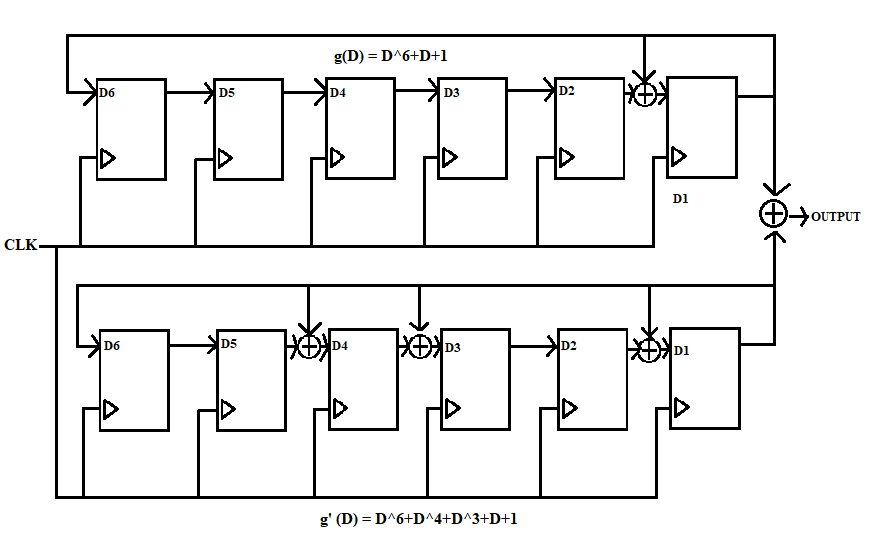 g(D) = D^6+D+1
D6 D5 D4 D3 D2
D1
OUTPUT
CLK
D6 D5 D4 D3 D2 D1
g' (D) = D^6+D^4+D^3+D+1